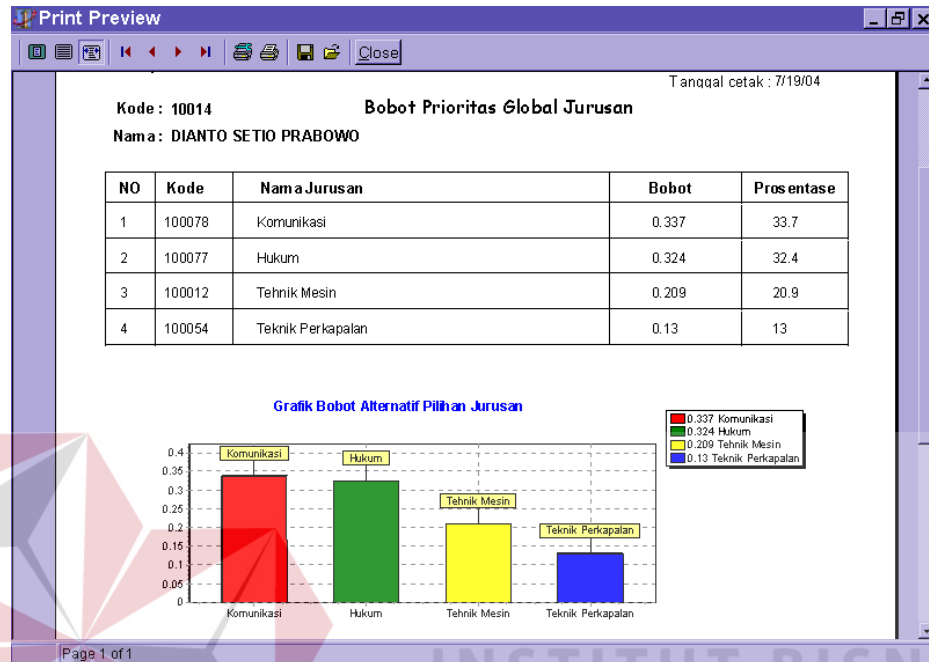 Print Preview
Close
Tanggal cetak : 7/19/04
Kode : 10014 Bobot Prioritas Global Jurusan
Nama : DIANTO SETIO PRABOWO
NO Kode Nama Jurusan Bobot Prosentase
1 100078 Komunikasi 0.337 33.7
2 100077 Hukum 0.324 32.4
3 100012 Tehnik Mesin 0.209 20.9
4 100054 Teknik Perkapalan 0.13 13
Grafik Bobot Alternatif Pilihan Jurusan
0.337 Komunikasi
0.324 Hukum
0.209 Tehnik Mesin
0.13 Teknik Perkapalan
0.4
0.35
0.3
0.25
0.2
0.15
0.1
0.05
0
Komunikasi
Hukum
Tehnik Mesin
Teknik Perkapalan
Komunikasi Hukum Tehnik Mesin Teknik Perkapalan
Page 1 of 1
INSTITUT BISN